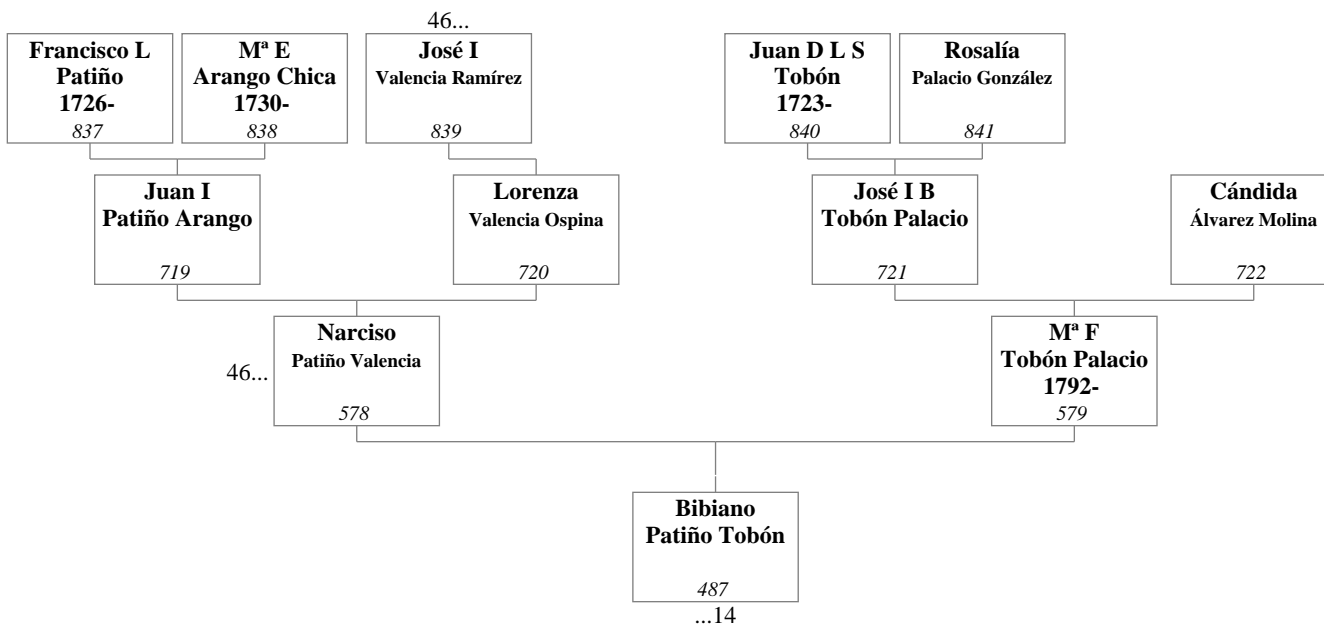 46...
Francisco L
Patiño
1726-
837
Mª E
Arango Chica
1730-
838
José I
Valencia Ramírez
839
Juan D L S
Tobón
1723-
840
Rosalía
Palacio González
841
Juan I
Patiño Arango
719
Lorenza
Valencia Ospina
720
José I B
Tobón Palacio
721
Cándida
Álvarez Molina
722
46...
Narciso
Patiño Valencia
578
Mª F
Tobón Palacio
1792-
579
Bibiano
Patiño Tobón
487
...14